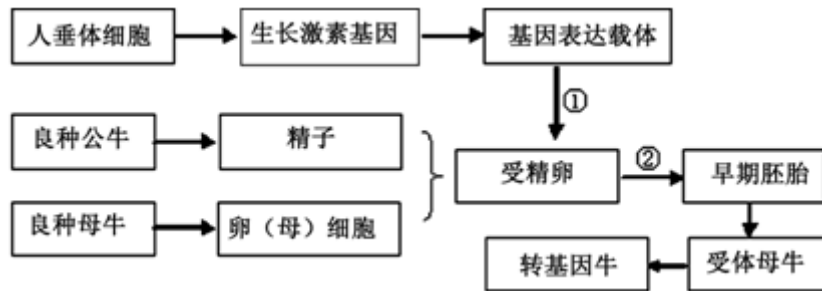 人垂体细胞 生长激素基因 基因表达载体
①
良种公牛 精子
受精卵 ② 早期胚胎
良种母牛 卵（母）细胞
转基因牛 受体母牛